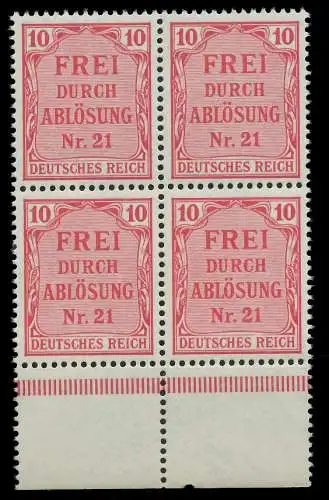 10 10 10 10
FREI FREI
DURCH DURCH
ABLÖSUNG ABLÖSUNG
Nr. 21 Nr. 21
DEUTSCHES REICH DEUTSCHES REICH
10 10 10 10
FREI FREI
DURCH DURCH
ABLÖSUNG ABLÖSUNG
Nr. 21 Nr. 21
DEUTSCHES REICH DEUTSCHES REICH